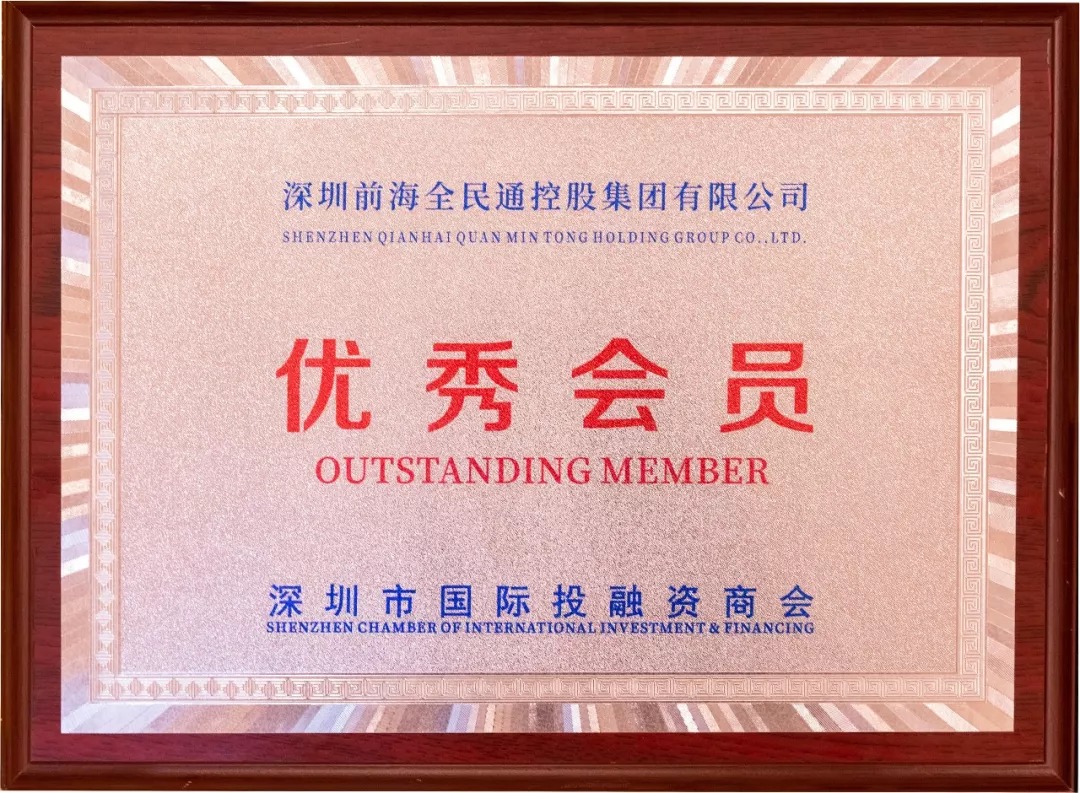 深圳前海全民通控股集团有限公司
SHENZHEN QIANHAI QUAN MIN TONG HOLDING GROUP CO.,LTD.
优秀会员
OUTSTANDING MEMBER
深圳市国际投融资商会
SHENZHEN CHAMBER OF INTERNATIONAL INVESTMENT & FINANCING